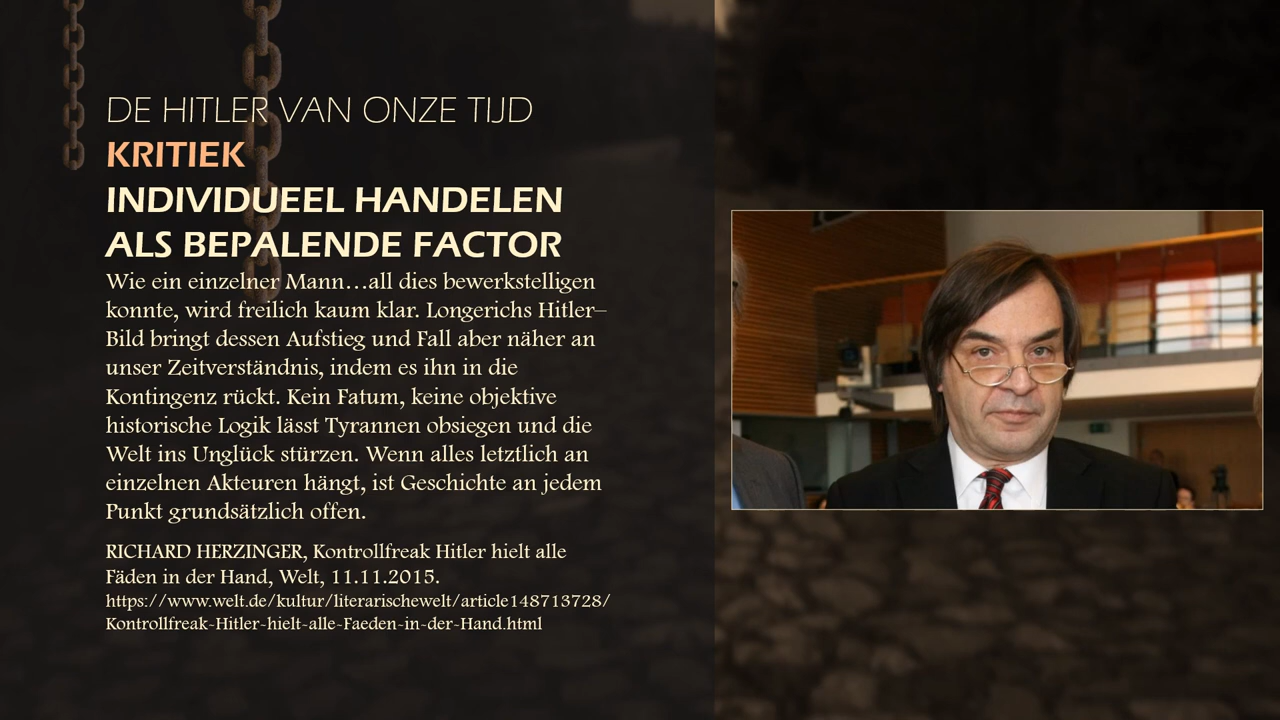 DE HITLER VAN ONZE TIJD
KRITIEK
INDIVIDUEEL HANDELEN
ALS BEPALENDE FACTOR
Wie ein einzelner Mann…all dies bewerkstelligen
konnte, wird freilich kaum klar. Longerichs Hitler–
Bild bringt dessen Aufstieg und Fall aber näher an
unser Zeitverständnis, indem es ihn in die
Kontingenz rückt. Kein Fatum, keine objektive
historische Logik lässt Tyrannen obsiegen und die
Welt ins Unglück stürzen. Wenn alles letztlich an
einzelnen Akteuren hängt, ist Geschichte an jedem
Punkt grundsätzlich offen.
RICHARD HERZINGER, Kontrollfreak Hitler hielt alle
Fäden in der Hand, Welt, 11.11.2015.
https://www.welt.de/kultur/literarischewelt/article148713728/
Kontrollfreak-Hitler-hielt-alle-Faeden-in-der-Hand.html